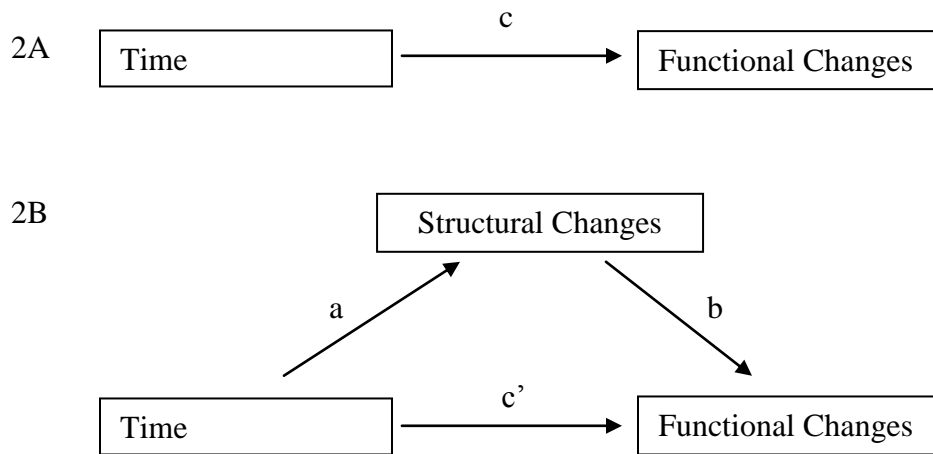 2A
Time
c
Functional Changes
2B
Structural Changes
a
b
Time
c’
Functional Changes